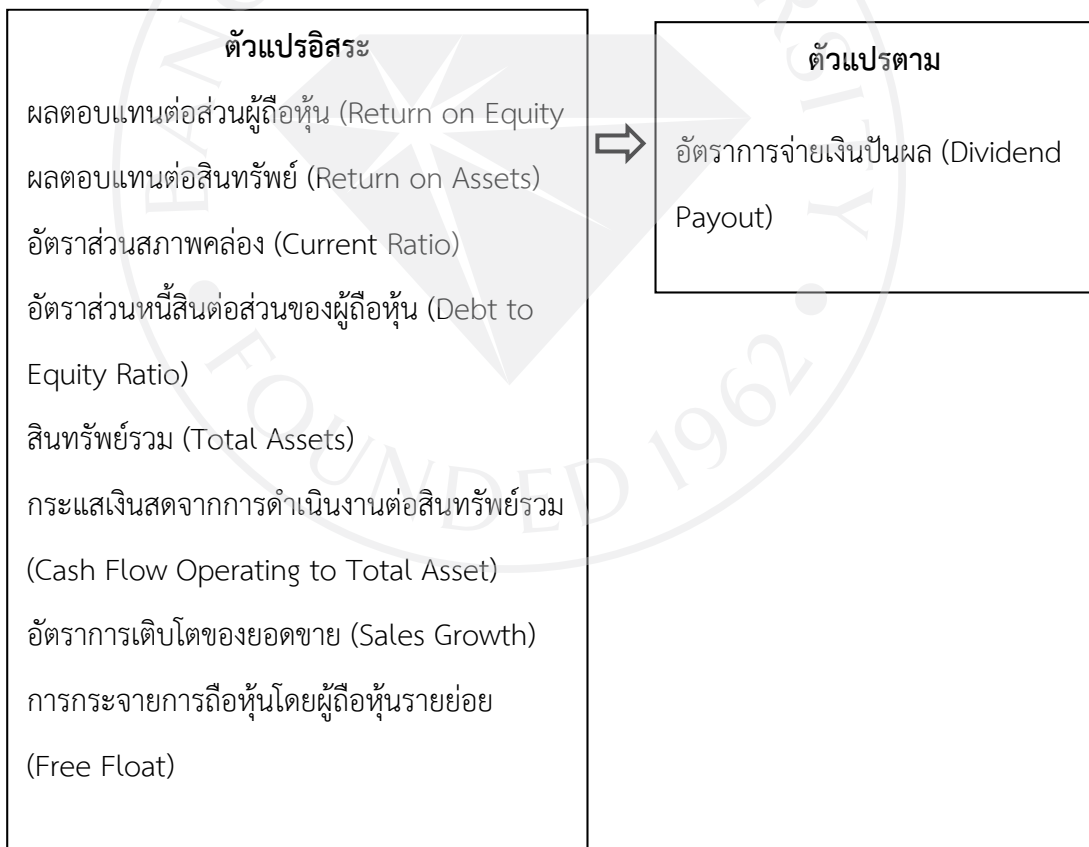 ตัวแปรอิสระ
ผลตอบแทนต่อส่วนผู้ถือหุ้น (Return on Equity
ผลตอบแทนต่อสินทรัพย์ (Return on Assets)
อัตราส่วนสภาพคล่อง (Current Ratio)
อัตราส่วนหนี้สินต่อส่วนของผู้ถือหุ้น (Debt to
Equity Ratio)
สินทรัพย์รวม (Total Assets)
กระแสเงินสดจากการดำเนินงานต่อสินทรัพย์รวม
(Cash Flow Operating to Total Asset)
อัตราการเติบโตของยอดขาย (Sales Growth)
การกระจายการถือหุ้นโดยผู้ถือหุ้นรายย่อย
(Free Float)
ตัวแปรตาม
อัตราการจ่ายเงินปันผล (Dividend
Payout)
FOUNDED 1962